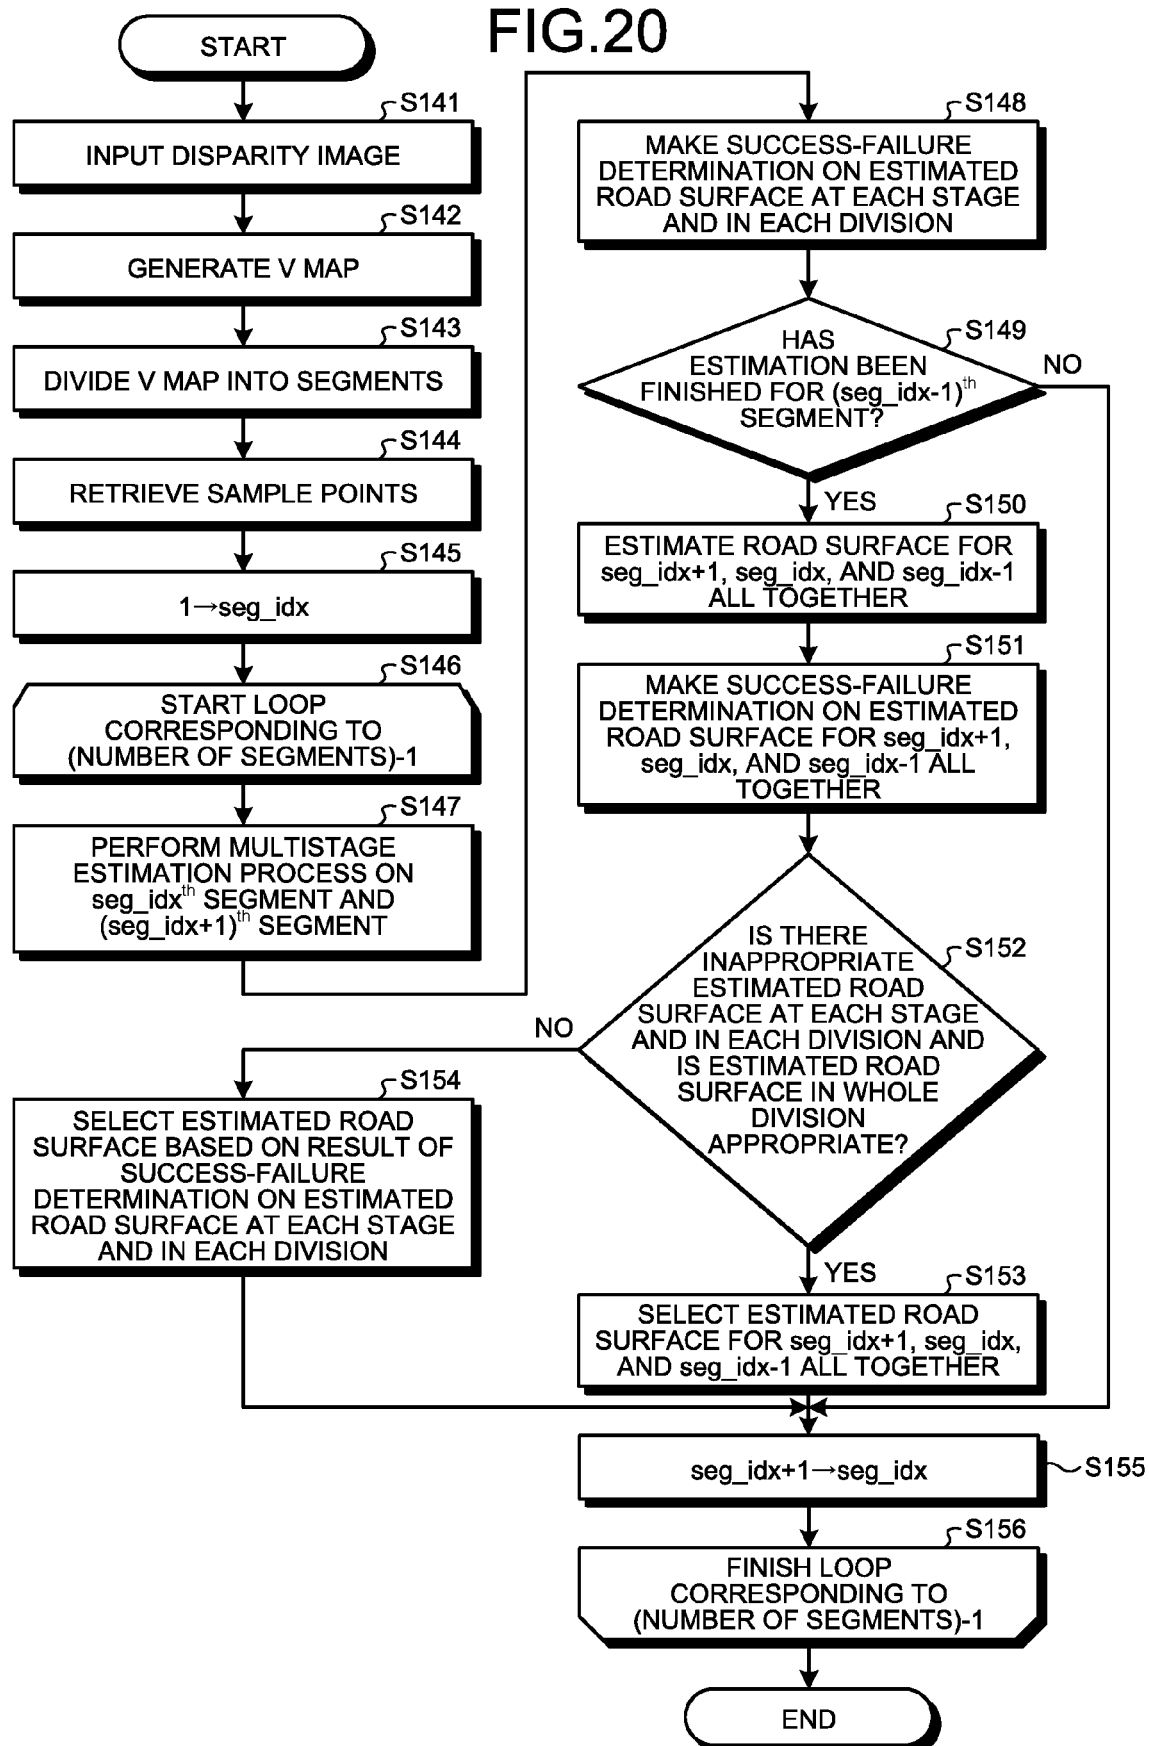 FIG.20
START
S141
INPUT DISPARITY IMAGE
S142
GENERATE V MAP
S143
DIVIDE V MAP INTO SEGMENTS
S144
RETRIEVE SAMPLE POINTS
S145
1→seg_idx
S146
START LOOP
CORRESPONDING TO
(NUMBER OF SEGMENTS)-1
S147
PERFORM MULTISTAGE
ESTIMATION PROCESS ON
seg_idxth SEGMENT AND
(seg_idx+1)th SEGMENT
S148
MAKE SUCCESS-FAILURE
DETERMINATION ON ESTIMATED
ROAD SURFACE AT EACH STAGE
AND IN EACH DIVISION
S149
HAS
ESTIMATION BEEN
FINISHED FOR (seg_idx-1)th
SEGMENT?
NO
YES
S150
ESTIMATE ROAD SURFACE FOR
seg_idx+1, seg_idx, AND seg_idx-1
ALL TOGETHER
S151
MAKE SUCCESS-FAILURE
DETERMINATION ON ESTIMATED
ROAD SURFACE FOR seg_idx+1,
seg_idx, AND seg_idx-1 ALL
TOGETHER
S152
IS THERE
INAPPROPRIATE
ESTIMATED ROAD
SURFACE AT EACH STAGE
AND IN EACH DIVISION AND
IS ESTIMATED ROAD
SURFACE IN WHOLE
DIVISION
APPROPRIATE?
NO
YES
S154
SELECT ESTIMATED ROAD
SURFACE BASED ON RESULT OF
SUCCESS-FAILURE
DETERMINATION ON ESTIMATED
ROAD SURFACE AT EACH STAGE
AND IN EACH DIVISION
S153
SELECT ESTIMATED ROAD
SURFACE FOR seg_idx+1, seg_idx,
AND seg_idx-1 ALL TOGETHER
seg_idx+1→seg_idx
S155
S156
FINISH LOOP
CORRESPONDING TO
(NUMBER OF SEGMENTS)-1
END